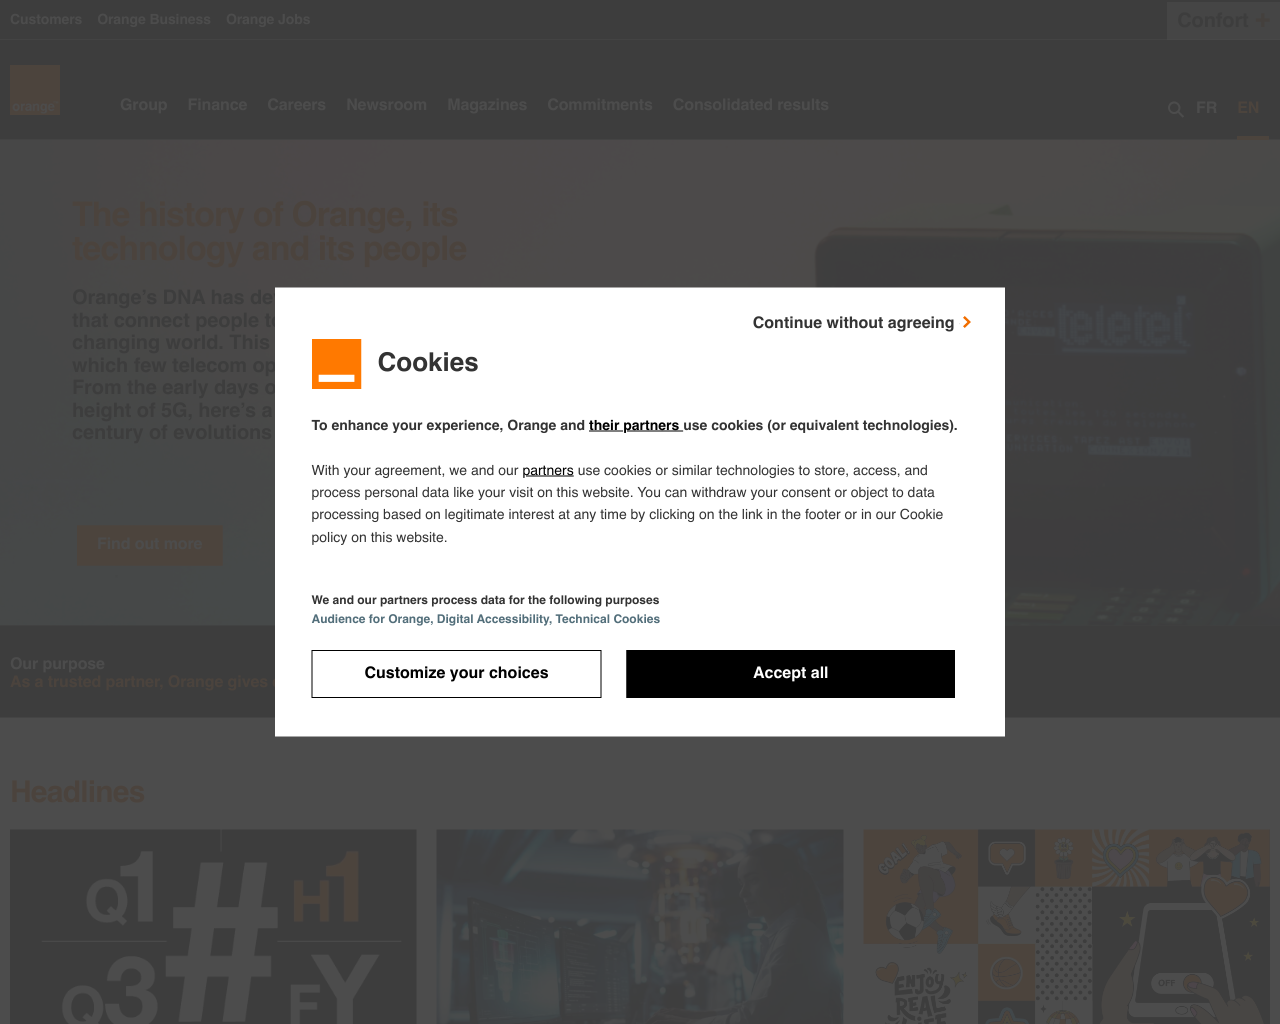 Customers Orange Business Orange Jobs
Confort +
orange
Group Finance Careers Newsroom Magazines Commitments Consolidated results
FR EN
The history of Orange, its
technology and its people
Orange's DNA has de
that connect people t
changing world. This
which few telecom op
From the early days o
height of 5G, here's a
century of evolutions
Find out more
teletel
Continue without agreeing
Cookies
To enhance your experience, Orange and their partners use cookies (or equivalent technologies).
With your agreement, we and our partners use cookies or similar technologies to store, access, and
process personal data like your visit on this website. You can withdraw your consent or object to data
processing based on legitimate interest at any time by clicking on the link in the footer or in our Cookie
policy on this website.
We and our partners process data for the following purposes
Audience for Orange, Digital Accessibility, Technical Cookies
Customize your choices
Accept all
Our purpose
As a trusted partner, Orange gives
Headlines
Q1 # H1
Q3 FY
GOAL
THE
ENJOY
REAL
LIFE
OFF